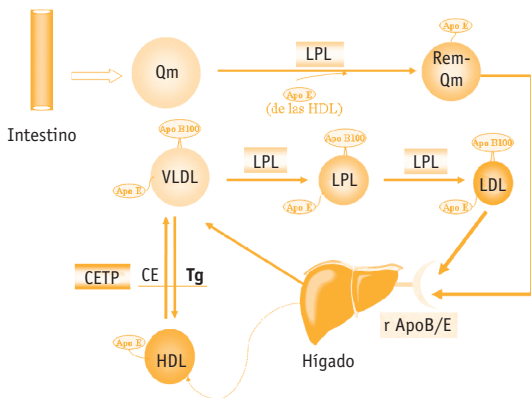 Apo E
LPL
Qm
Rem-
Qm
Apo E
(de las HDL)
Intestino
Apo B100
Apo B100
Apo B100
LPL
LPL
VLDL
LPL
LDL
Apo E
Apo E
Apo E
CETP
CE
Tg
r ApoB/E
Apo E
HDL
Hígado